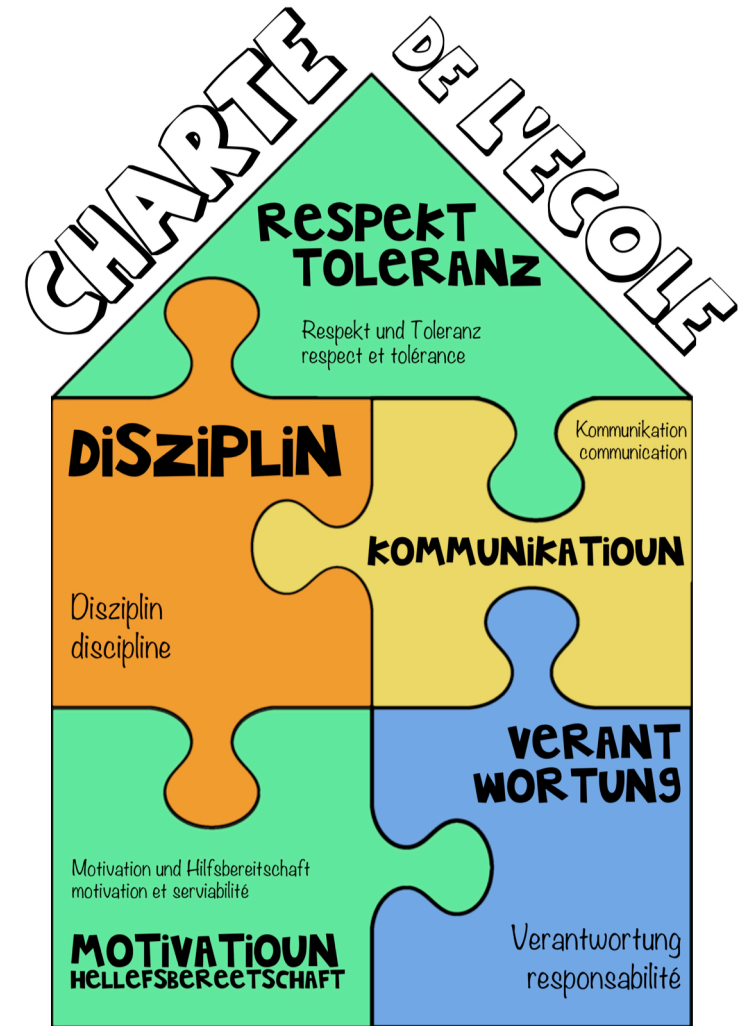 CHARTE
DE L'ECOLE
RESPEKT
TOLERANZ
Respekt und Toleranz
respect et tolérance
DISZIPLIN
Disziplin
discipline
Kommunikation
communication
KOMMUNIKATIOUN
Motivation und Hilfsbereitschaft
motivation et serviabilité
MOTIVATIOUN
HELLEFSBEREETSCHAFT
VERANT
WORTUNG
Verantwortung
responsabilité